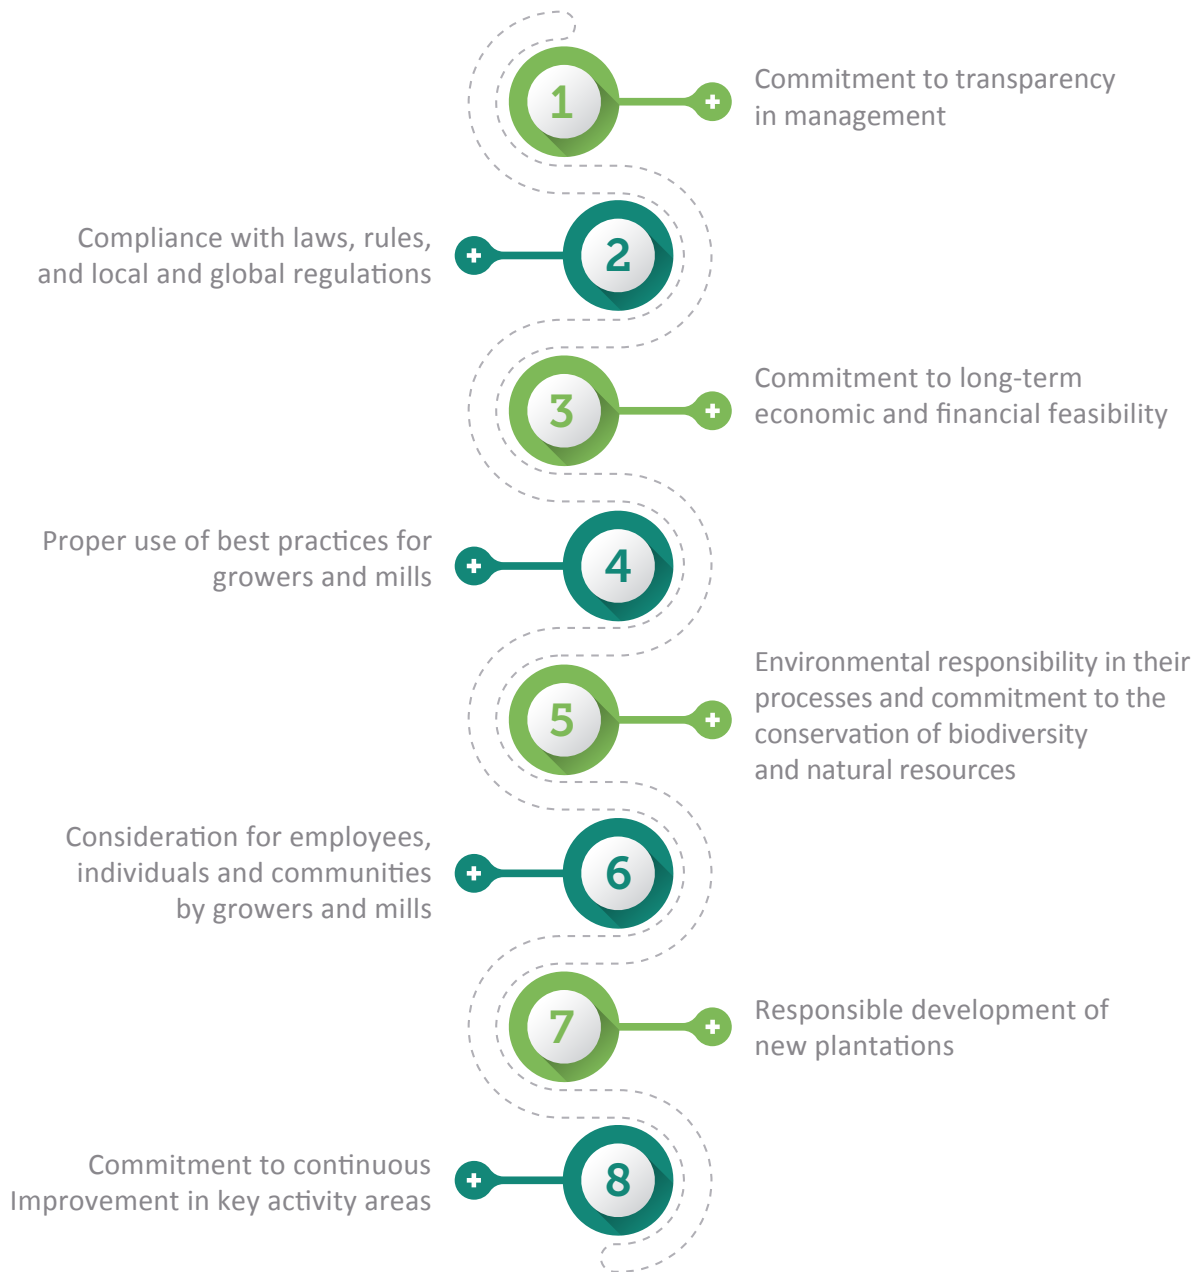 1
Commitment to transparency
in management
2
Compliance with laws, rules,
and local and global regulations
3
Commitment to long-term
economic and financial feasibility
4
Proper use of best practices for
growers and mills
5
Environmental responsibility in their
processes and commitment to the
conservation of biodiversity
and natural resources
6
Consideration for employees,
individuals and communities
by growers and mills
7
Responsible development of
new plantations
8
Commitment to continuous
Improvement in key activity areas